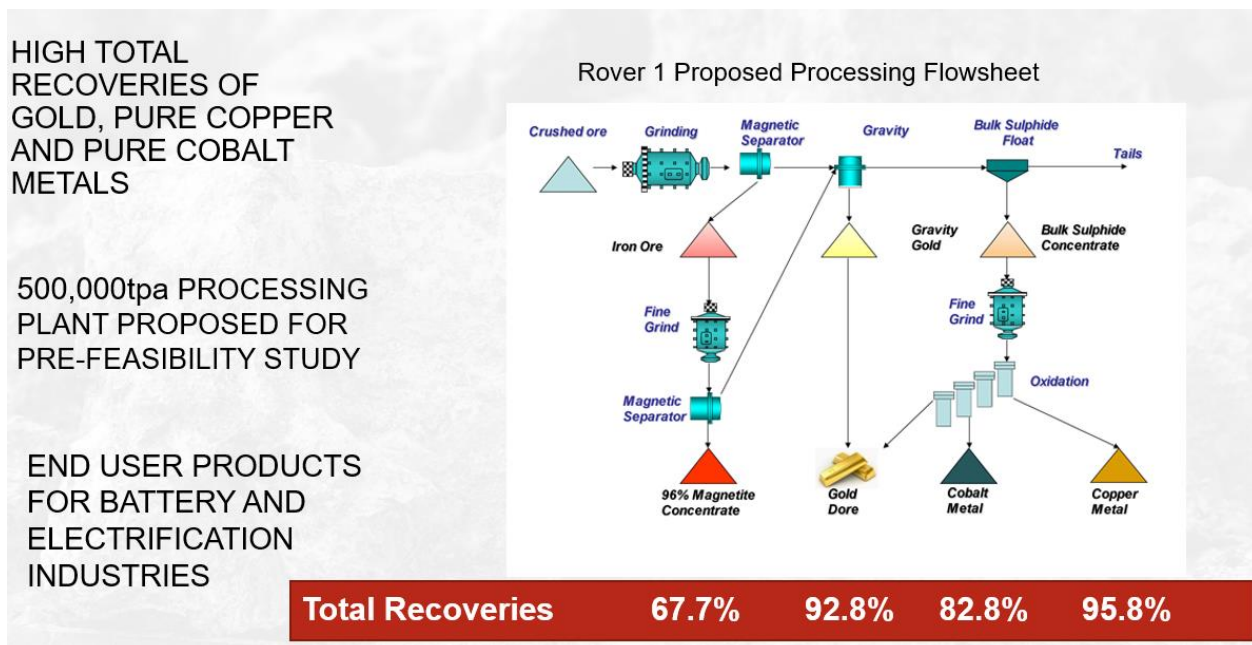 HIGH TOTAL
RECOVERIES OF
GOLD, PURE COPPER
AND PURE COBALT
METALS
500,000tpa PROCESSING
PLANT PROPOSED FOR
PRE-FEASIBILITY STUDY
END USER PRODUCTS
FOR BATTERY AND
ELECTRIFICATION
INDUSTRIES
Rover 1 Proposed Processing Flowsheet
Crushed ore
Grinding
Magnetic
Separator
Gravity
Bulk Sulphide
Float
Tails
Iron Ore
Gravity
Gold
Bulk Sulphide
Concentrate
Fine
Grind
Fine
Grind
Oxidation
Magnetic
Separator
96% Magnetite
Concentrate
Gold
Dore
Cobalt
Metal
Copper
Metal
Total Recoveries 67.7% 92.8% 82.8% 95.8%